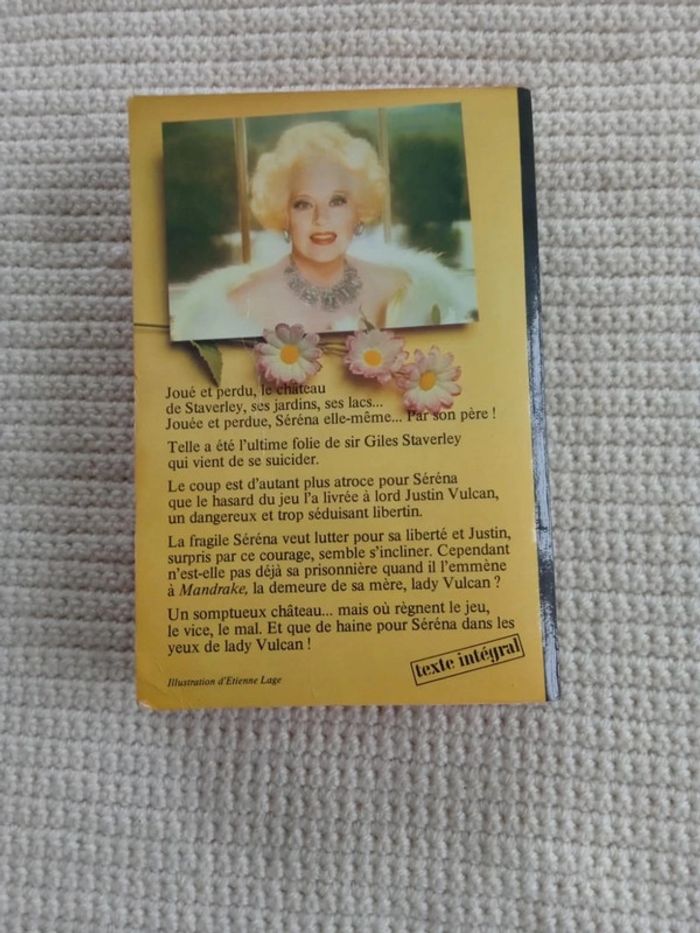 Joué et perdu, le château
de Staverley, ses jardins, ses lacs...
Jouée et perdue, Séréna elle-même... Par son père !
Telle a été l'ultime folie de sir Giles Staverley
qui vient de se suicider.
Le coup est d'autant plus atroce pour Séréna
que le hasard du jeu l'a livrée à lord Justin Vulcan,
un dangereux et trop séduisant libertin.
La fragile Séréna veut lutter pour sa liberté et Justin,
surpris par ce courage, semble s'incliner. Cependant
n'est-elle pas déjà sa prisonnière quand il l'emmène
à Mandrake, la demeure de sa mère, lady Vulcan ?
Un somptueux château... mais où règnent le jeu,
le vice, le mal. Et que de haine pour Séréna dans les
yeux de lady Vulcan !
texte intégral
Illustration d'Etienne Lage